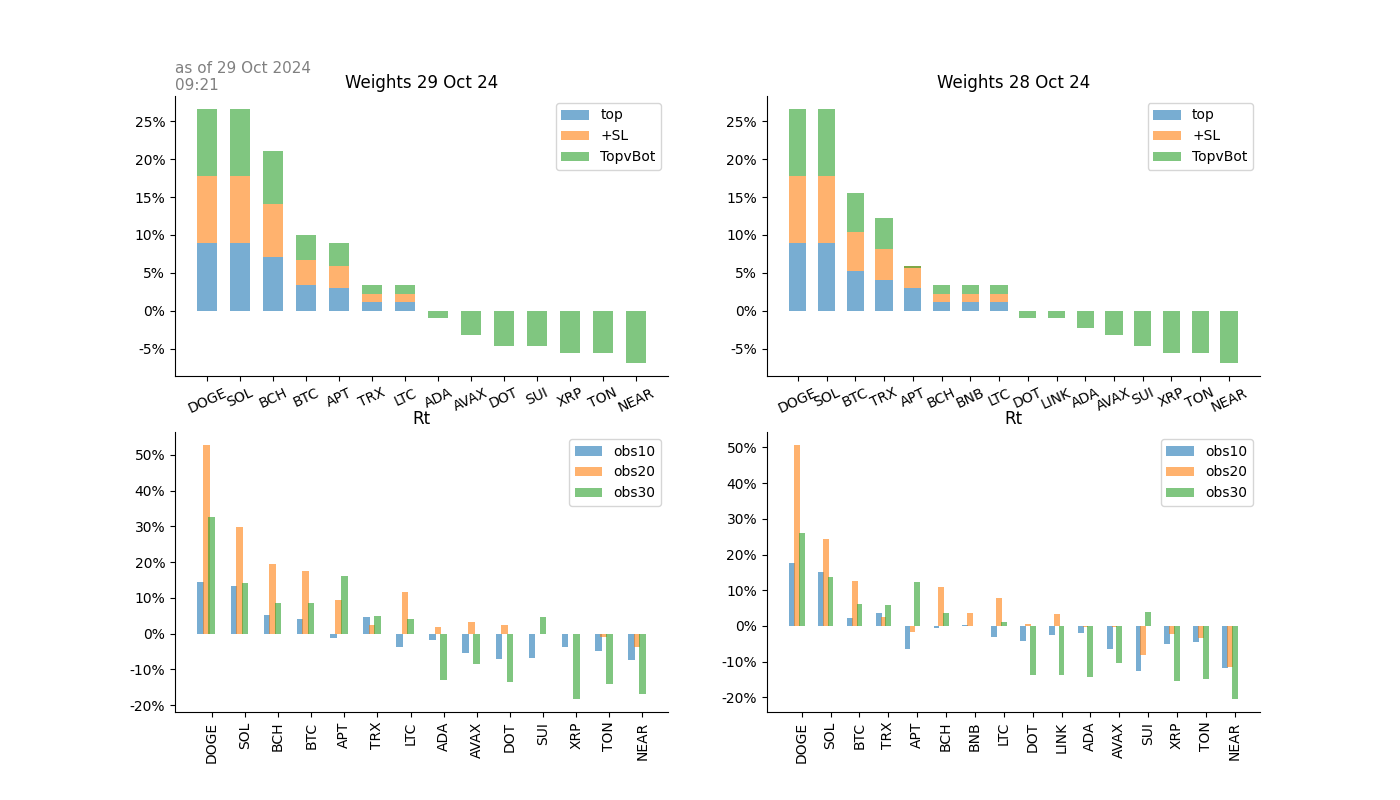 as of 29 Oct 2024
09:21
Weights 29 Oct 24
25%
20%
15%
10%
5%
0%
-5%
top
+SL
TopvBot
DOGE SOL BCH BTC APT TRX LTC ADA AVAX DOT SUI XRP TON NEAR
Weights 28 Oct 24
25%
20%
15%
10%
5%
0%
-5%
top
+SL
TopvBot
DOGE SOL BTC TRX APT BCH BNB LTC DOT LINK ADA AVAX SUI XRP TON NEAR
Rt
50%
40%
30%
20%
10%
0%
-10%
-20%
obs10
obs20
obs30
DOGE SOL BCH BTC APT TRX LTC ADA AVAX DOT SUI XRP TON NEAR
Rt
50%
40%
30%
20%
10%
0%
-10%
-20%
obs10
obs20
obs30
DOGE SOL BTC TRX APT BCH BNB LTC DOT LINK ADA AVAX SUI XRP TON NEAR